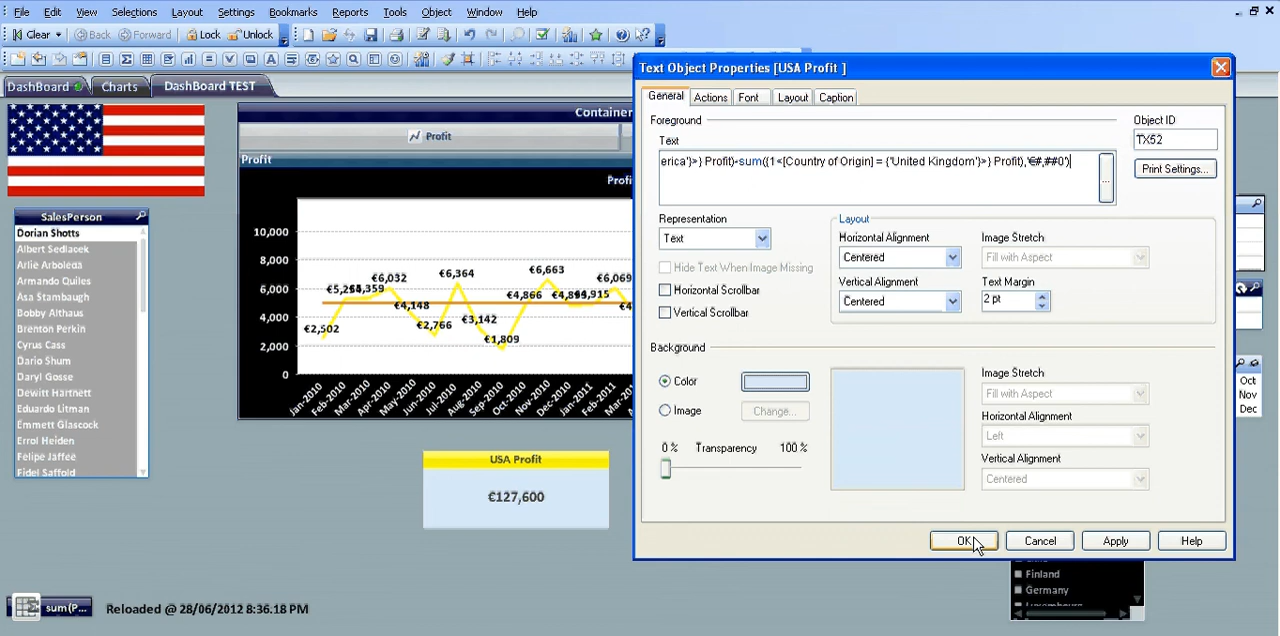 File Edit View Selections Layout Settings Bookmarks Reports Tools Object Window Help
Clear Back Forward Lock Unlock
DashBoard Charts DashBoard TEST
Container
Profit
Profit
Profi
10,000
8,000
6,000
4,000
2,000
0
€2,502
€6,032
€4,148
€2,766
€6,364
€3,142
€1,809
€4,866
€6,663
€6,069
Jan-2010
Feb-2010
Apr-2010
May-2010
Jun-2010
Jul-2010
Aug-2010
Sep-2010
Oct-2010
Nov-2010
Dec-2010
Jan-2011
Feb-2011
SalesPerson
Dorian Shotts
Albert Sedlacek
Arlie Arboleda
Armando Quiles
Asa Staambaugh
Bobby Althaus
Brenton Perkin
Cyrus Cass
Dario Shum
Daryl Gosse
Dewitt Hartnett
Eduardo Litman
Emmett Glascock
Errol Heiden
Felipe Jaffee
Fidel Saffold
USA Profit
€127,600
sum(P...
Reloaded @ 28/06/2012 8:36.18 PM
Text Object Properties [USA Profit ]
General Actions Font Layout Caption
Foreground
Text
erica'}>} Profit)-sum({1<[Country of Origin] = {'United Kingdom'}>} Profit),'€#,##0')
...
Object ID
TX52
Print Settings...
Representation
Text
Hide Text When Image Missing
Horizontal Scrollbar
Vertical Scrollbar
Layout
Horizontal Alignment
Centered
Vertical Alignment
Centered
Image Stretch
Fill with Aspect
Text Margin
2 pt
Background
Color
Image
Change...
0 % Transparency 100 %
Image Stretch
Fill with Aspect
Horizontal Alignment
Left
Vertical Alignment
Centered
OK Cancel Apply Help
Oct
Nov
Dec
Finland
Germany